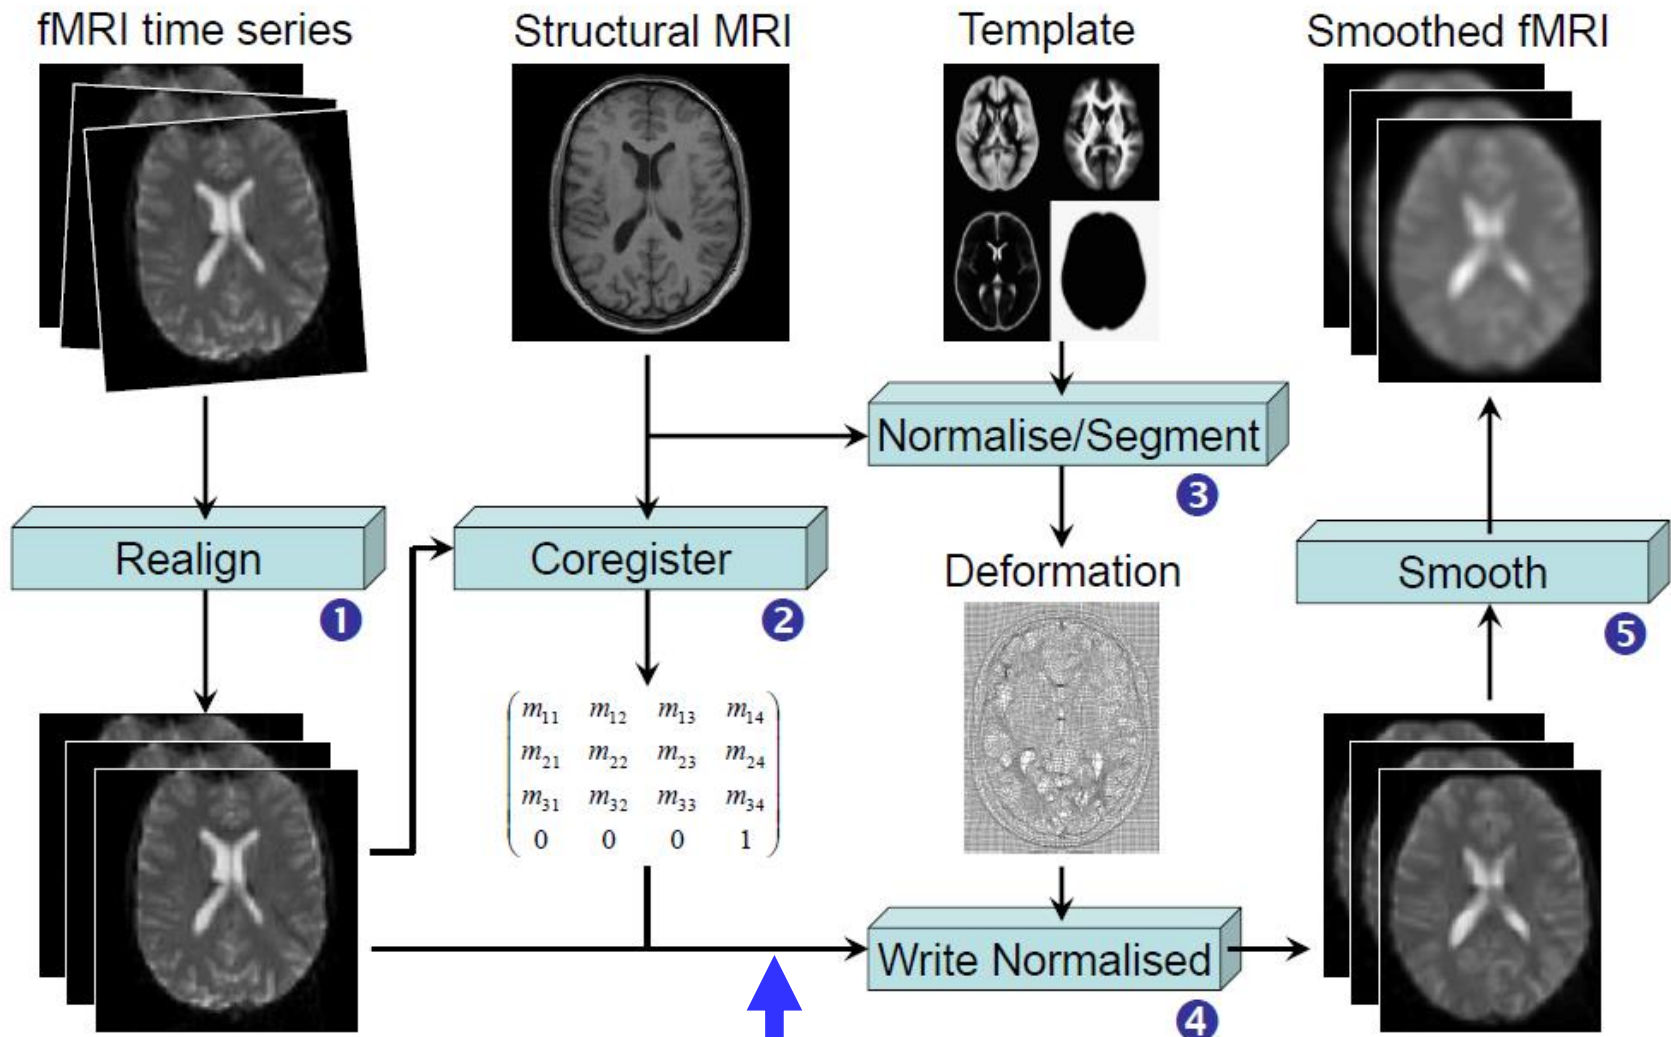 fMRI time series
Structural MRI
Template
Smoothed fMRI
Normalise/Segment
3
Realign
1
Coregister
2
Deformation
Smooth
5
m11 m12 m13 m14
m21 m22 m23 m24
m31 m32 m33 m34
0 0 0 1
Write Normalised
4